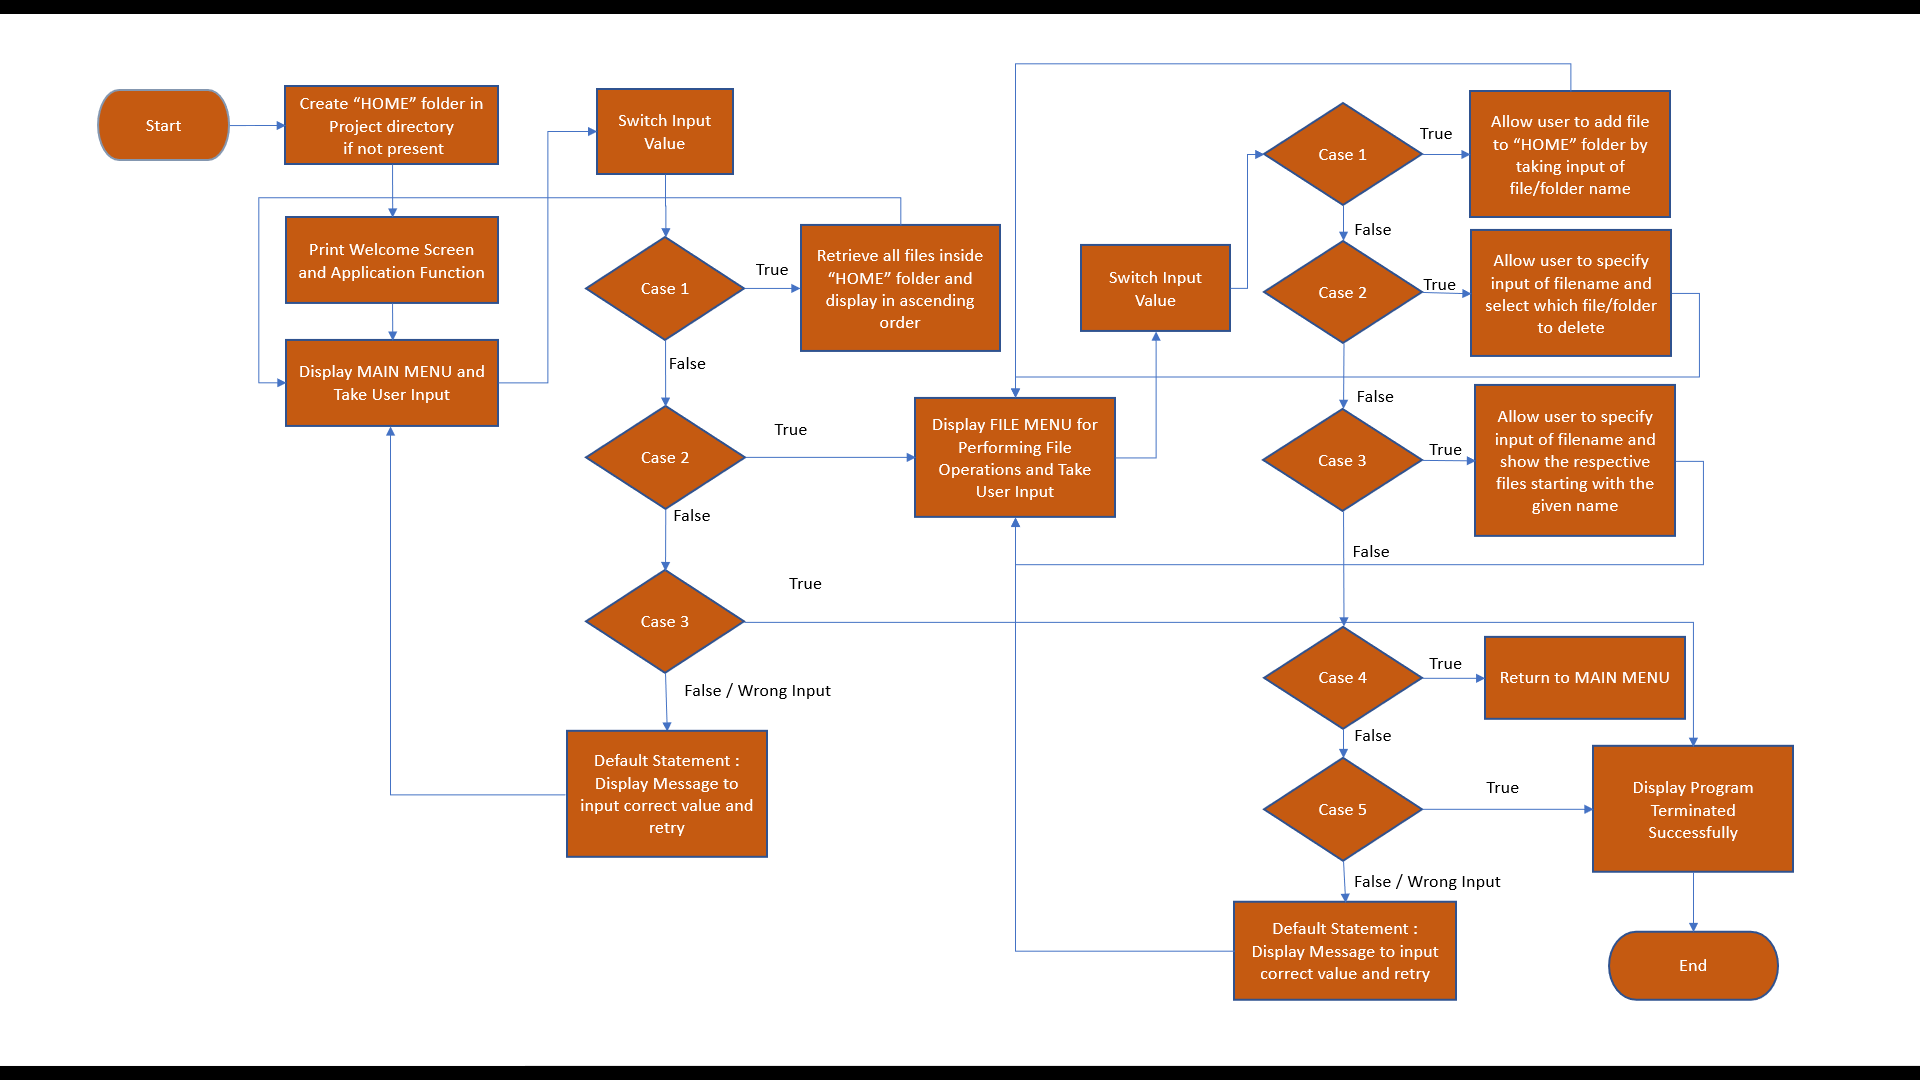 Start
Create “HOME” folder in
Project directory
if not present
Print Welcome Screen
and Application Function
Display MAIN MENU and
Take User Input
Switch Input
Value
Case 1
True
Retrieve all files inside
“HOME” folder and
display in ascending
order
False
Case 2
True
False
Case 3
True
False / Wrong Input
Default Statement :
Display Message to
input correct value and
retry
Display FILE MENU for
Performing File
Operations and Take
User Input
Switch Input
Value
Case 1
True
Allow user to add file
to “HOME” folder by
taking input of
file/folder name
False
Case 2
True
Allow user to specify
input of filename and
select which file/folder
to delete
False
Case 3
True
Allow user to specify
input of filename and
show the respective
files starting with the
given name
False
Case 4
True
Return to MAIN MENU
False
Case 5
True
Display Program
Terminated
Successfully
False / Wrong Input
Default Statement :
Display Message to input
correct value and retry
End